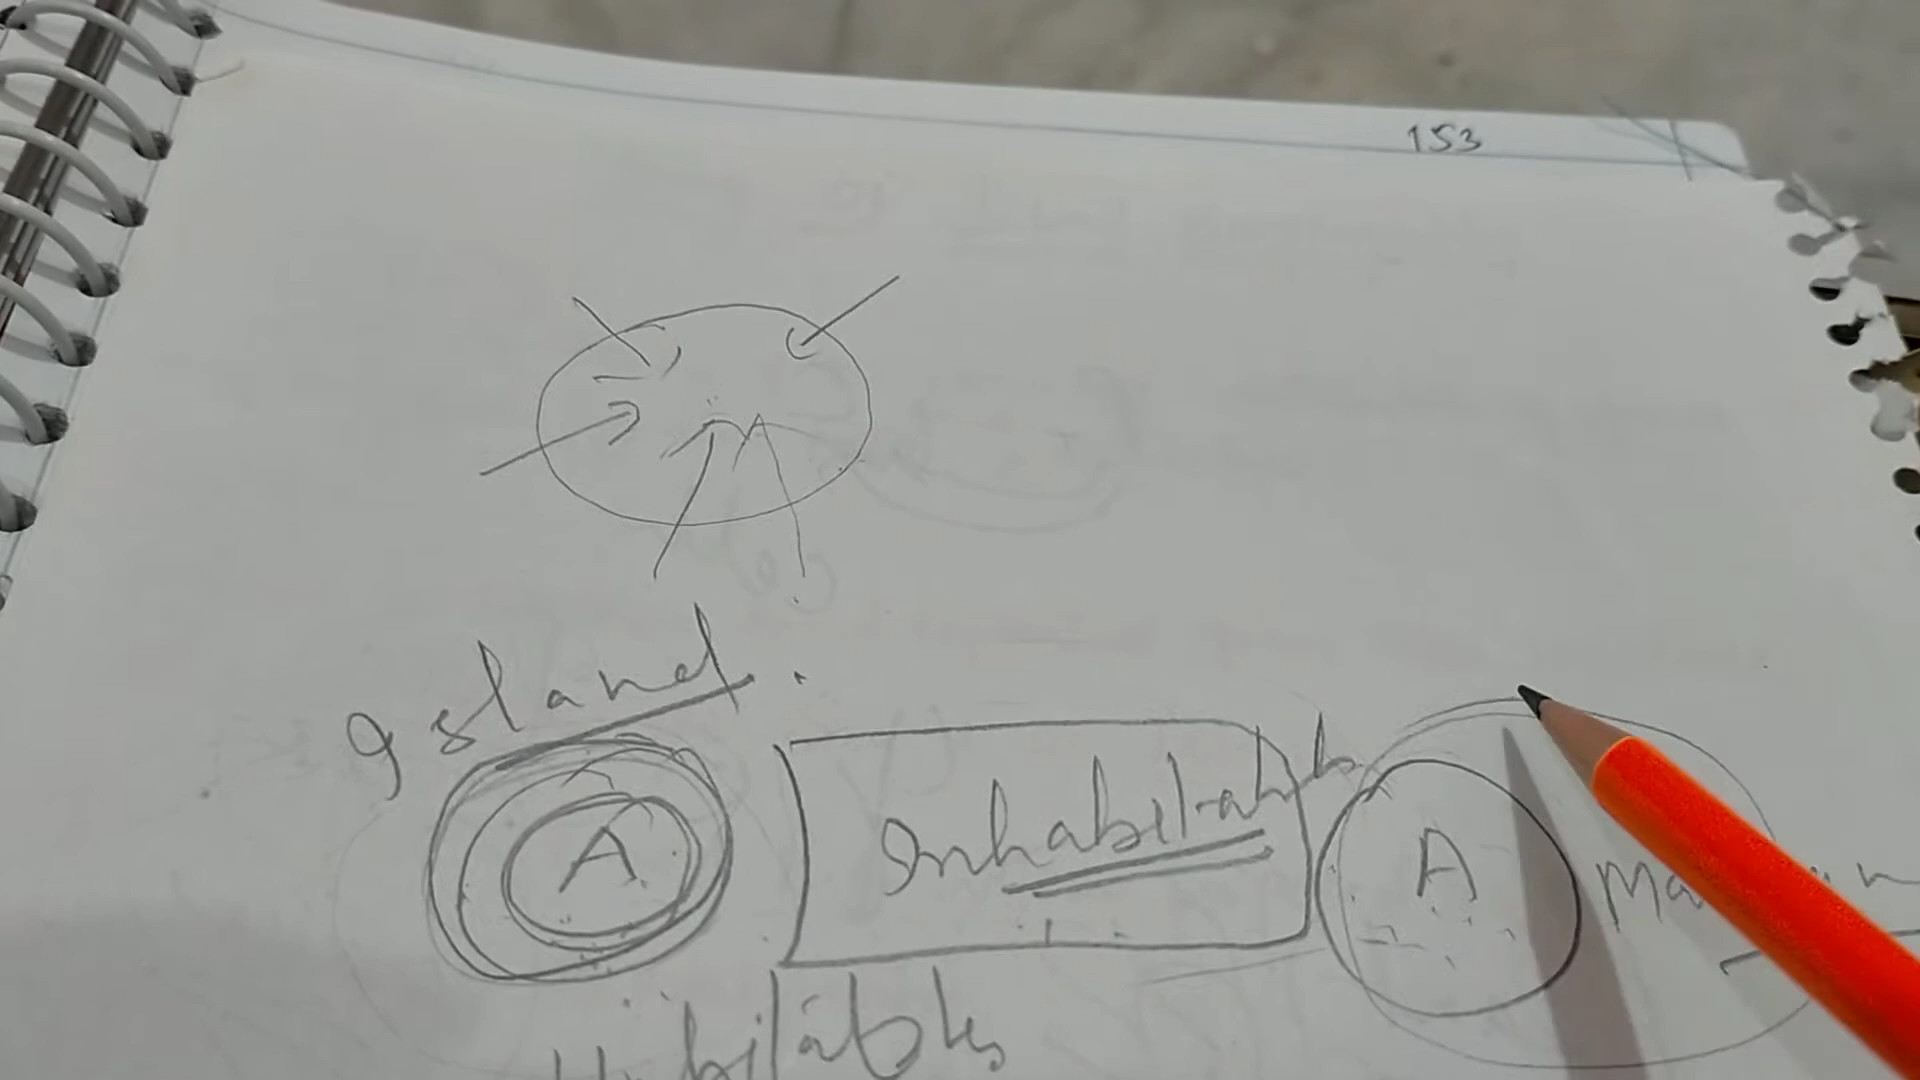 153
Island.
A
Inhabitable
A
Habitable